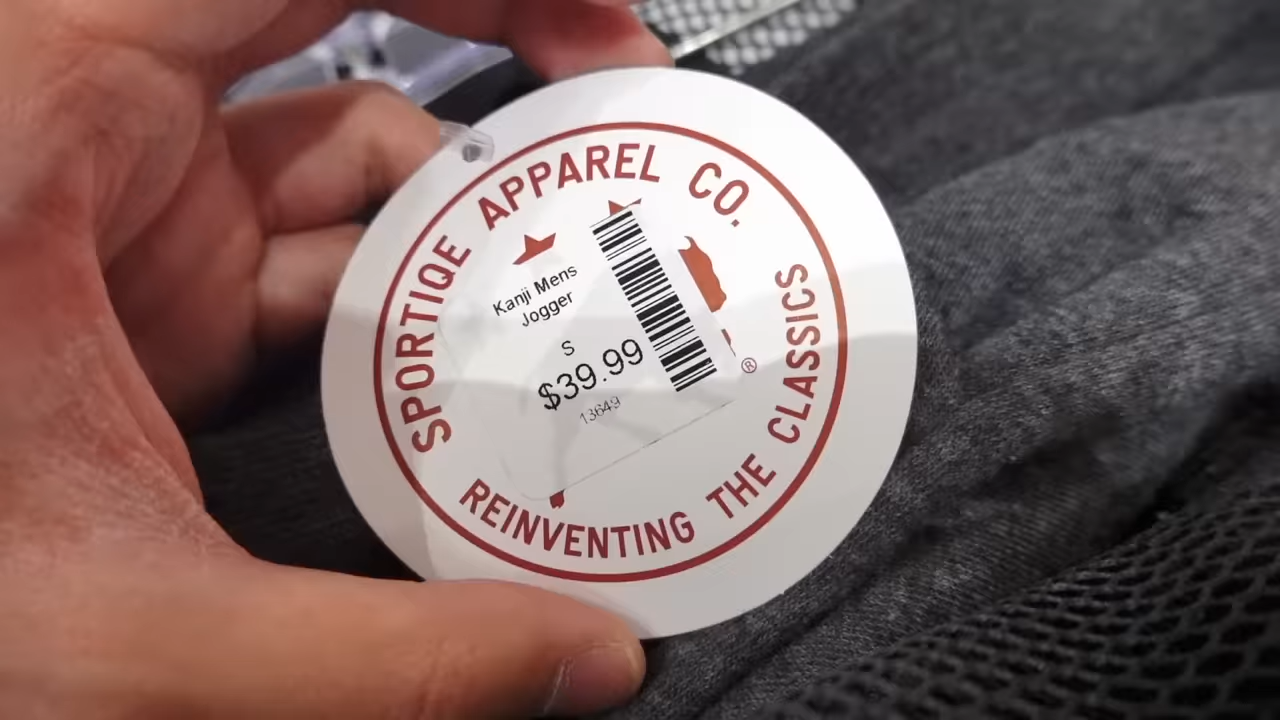 SPORTIQE APPAREL CO.
Kanji Mens
Jogger
S
$39.99
13649
®
REINVENTING THE CLASSICS